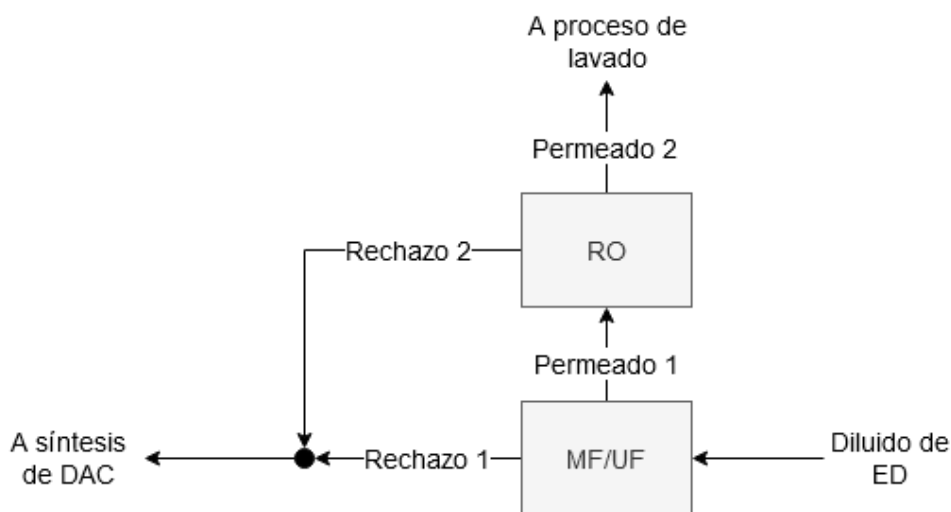 A proceso de
lavado
Permeado 2
Rechazo 2
RO
Permeado 1
A síntesis
de DAC
Rechazo 1
MF/UF
Diluido de
ED